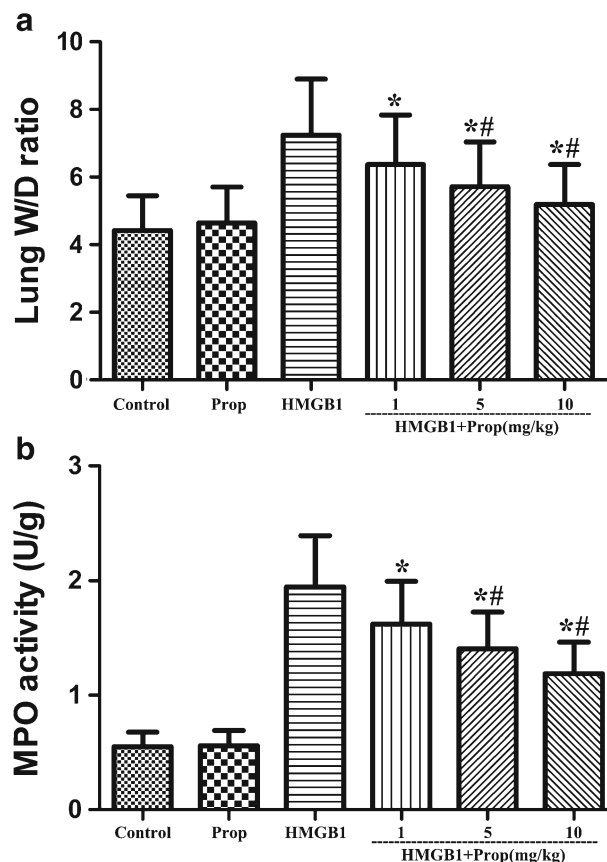 a
Lung W/D ratio
10
8
6
4
2
0
*
*#
*#
Control Prop HMGB1 1 5 10
HMGB1+Prop(mg/kg)
b
MPO activity (U/g)
3
2
1
0
*
*#
*#
Control Prop HMGB1 1 5 10
HMGB1+Prop(mg/kg)